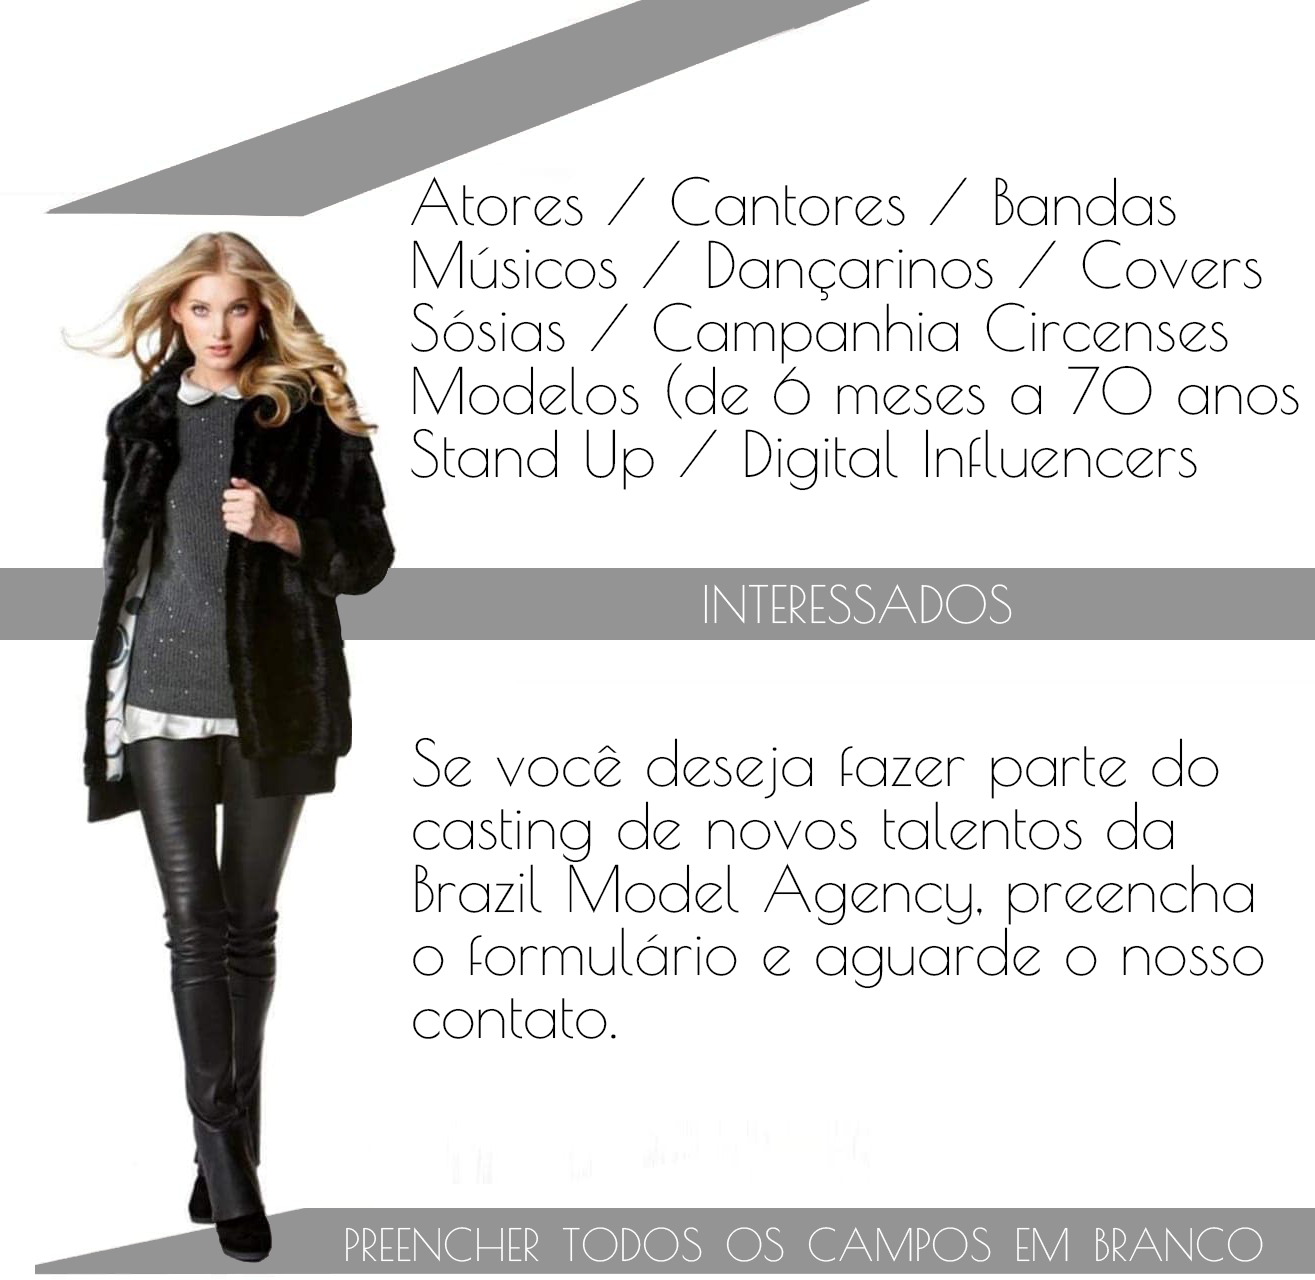 Atores / Cantores / Bandas
Músicos / Dançarinos / Covers
Sósias / Campanhia Circenses
Modelos (de 6 meses a 70 anos
Stand Up / Digital Influencers
INTERESSADOS
Se você deseja fazer parte do
casting de novos talentos da
Brazil Model Agency, preencha
o formulário e aguarde o nosso
contato.
PREENCHER TODOS OS CAMPOS EM BRANCO